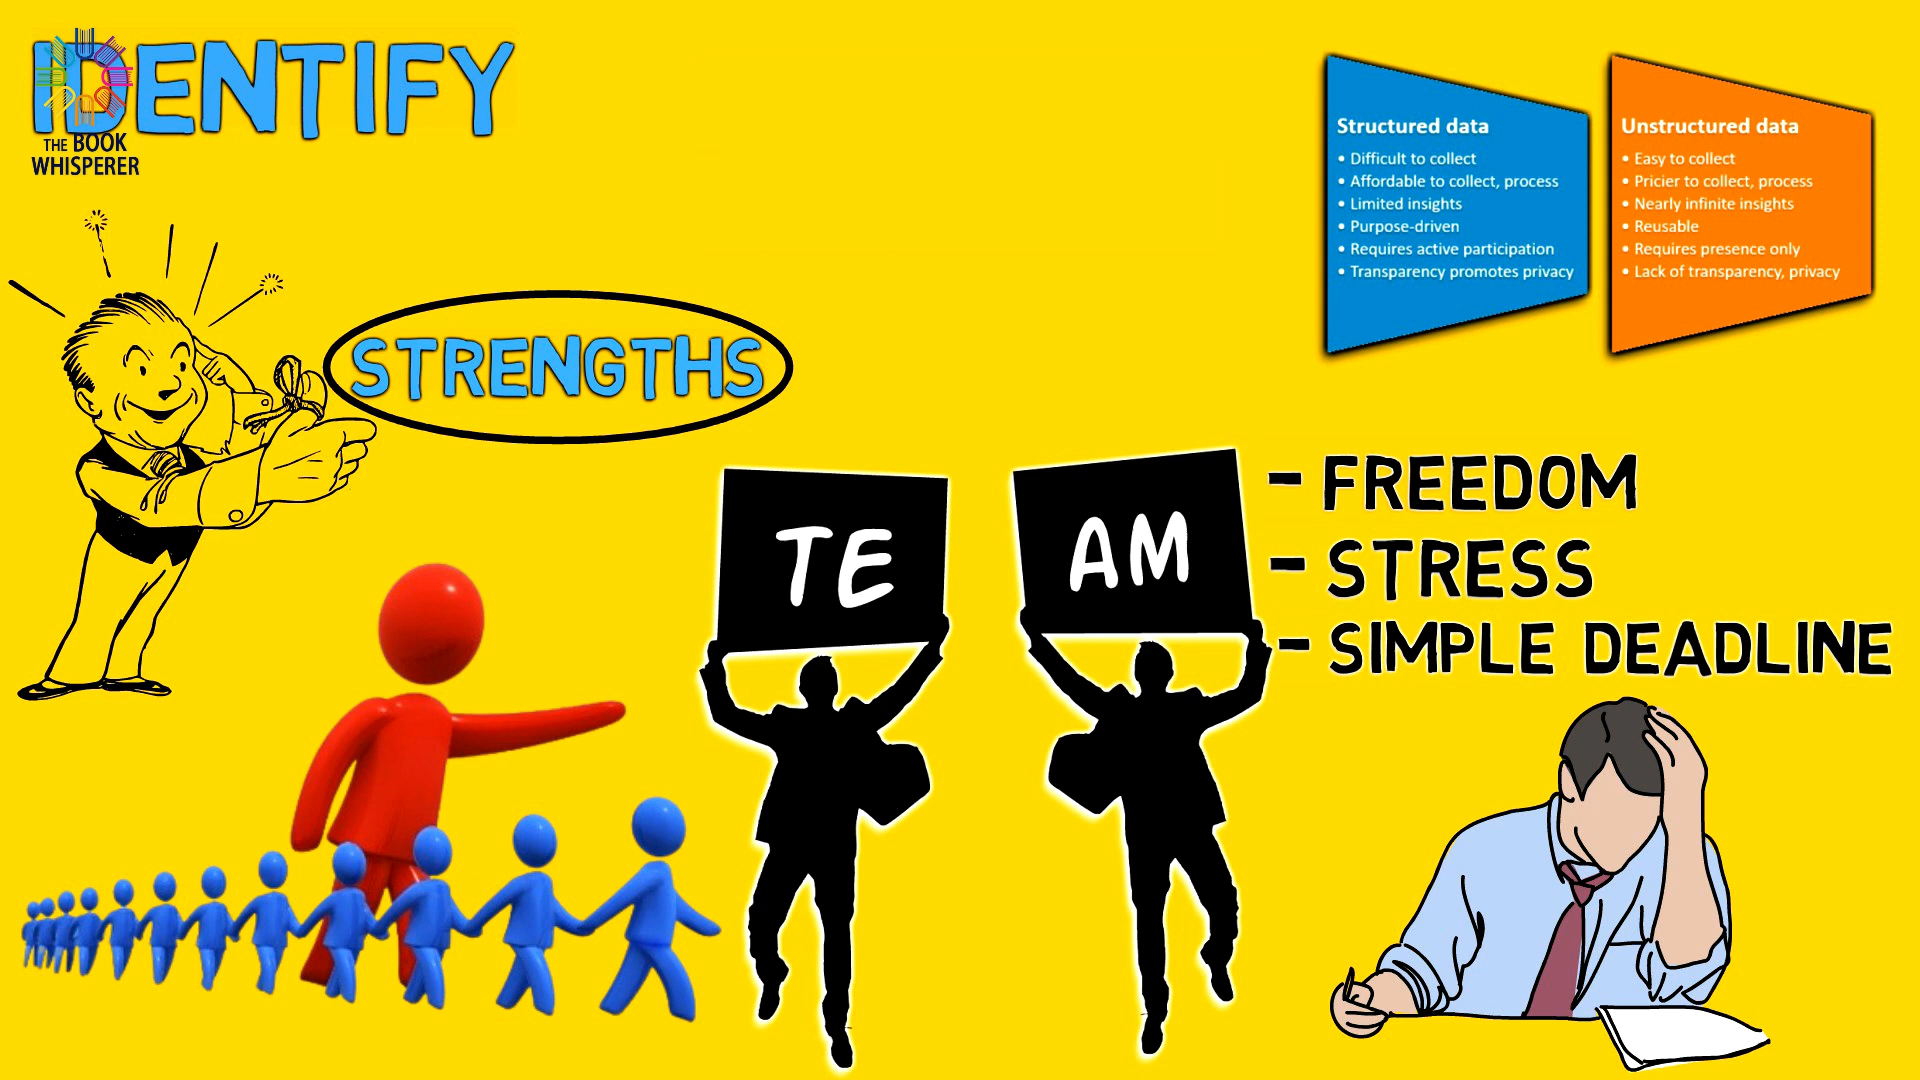 IDENTIFY
THE BOOK
WHISPERER
STRENGTHS
Structured data
• Difficult to collect
• Affordable to collect, process
• Limited insights
• Purpose-driven
• Requires active participation
• Transparency promotes privacy
Unstructured data
• Easy to collect
• Pricier to collect, process
• Nearly infinite insights
• Reusable
• Requires presence only
• Lack of transparency, privacy
TE
AM
- FREEDOM
- STRESS
- SIMPLE DEADLINE